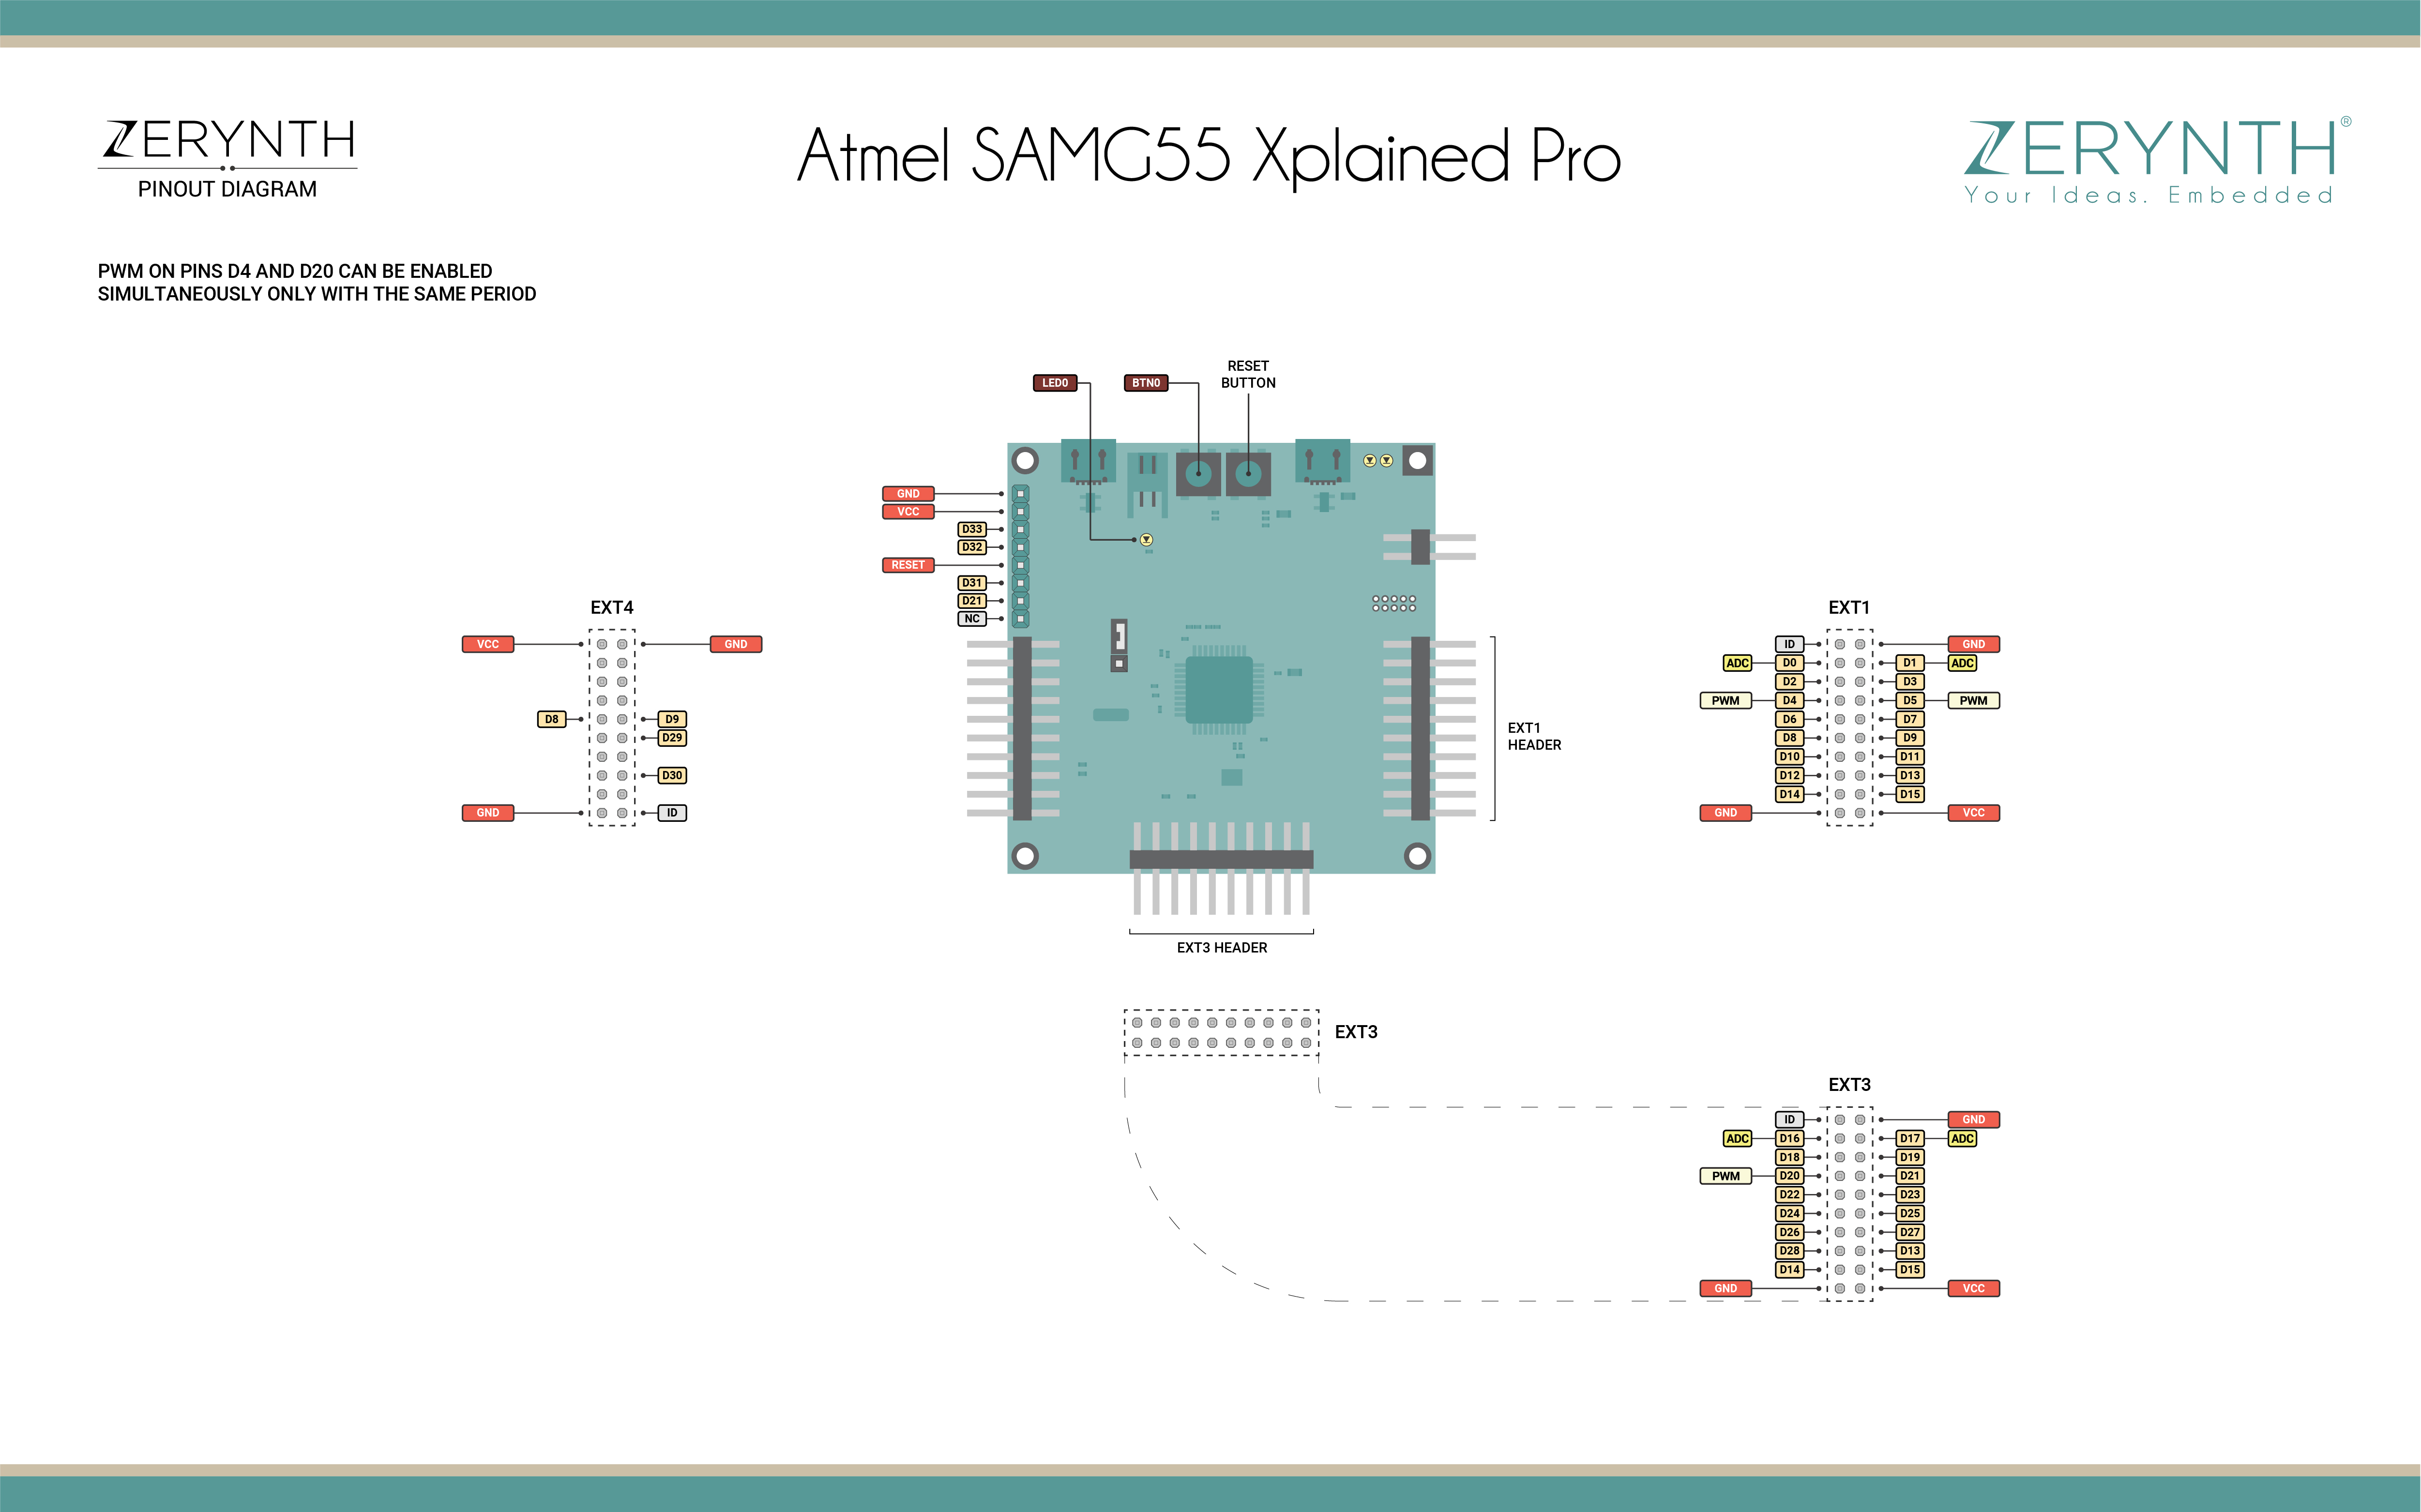 ZERYNTH
PINOUT DIAGRAM
Atmel SAMG55 Xplained Pro
ZERYNTH®
Your Ideas. Embedded
PWM ON PINS D4 AND D20 CAN BE ENABLED
SIMULTANEOUSLY ONLY WITH THE SAME PERIOD
RESET
BUTTON
LED0
BTN0
GND
VCC
D33
D32
RESET
D31
D21
NC
EXT4
VCC GND
D8 D9
D29
D30
GND ID
EXT1
HEADER
EXT3 HEADER
EXT1
ID GND
ADC D0 D1 ADC
D2 D3
PWM D4 D5 PWM
D6 D7
D8 D9
D10 D11
D12 D13
D14 D15
GND VCC
EXT3
EXT3
ID GND
ADC D16 D17 ADC
D18 D19
PWM D20 D21
D22 D23
D24 D25
D26 D27
D28 D13
D14 D15
GND VCC